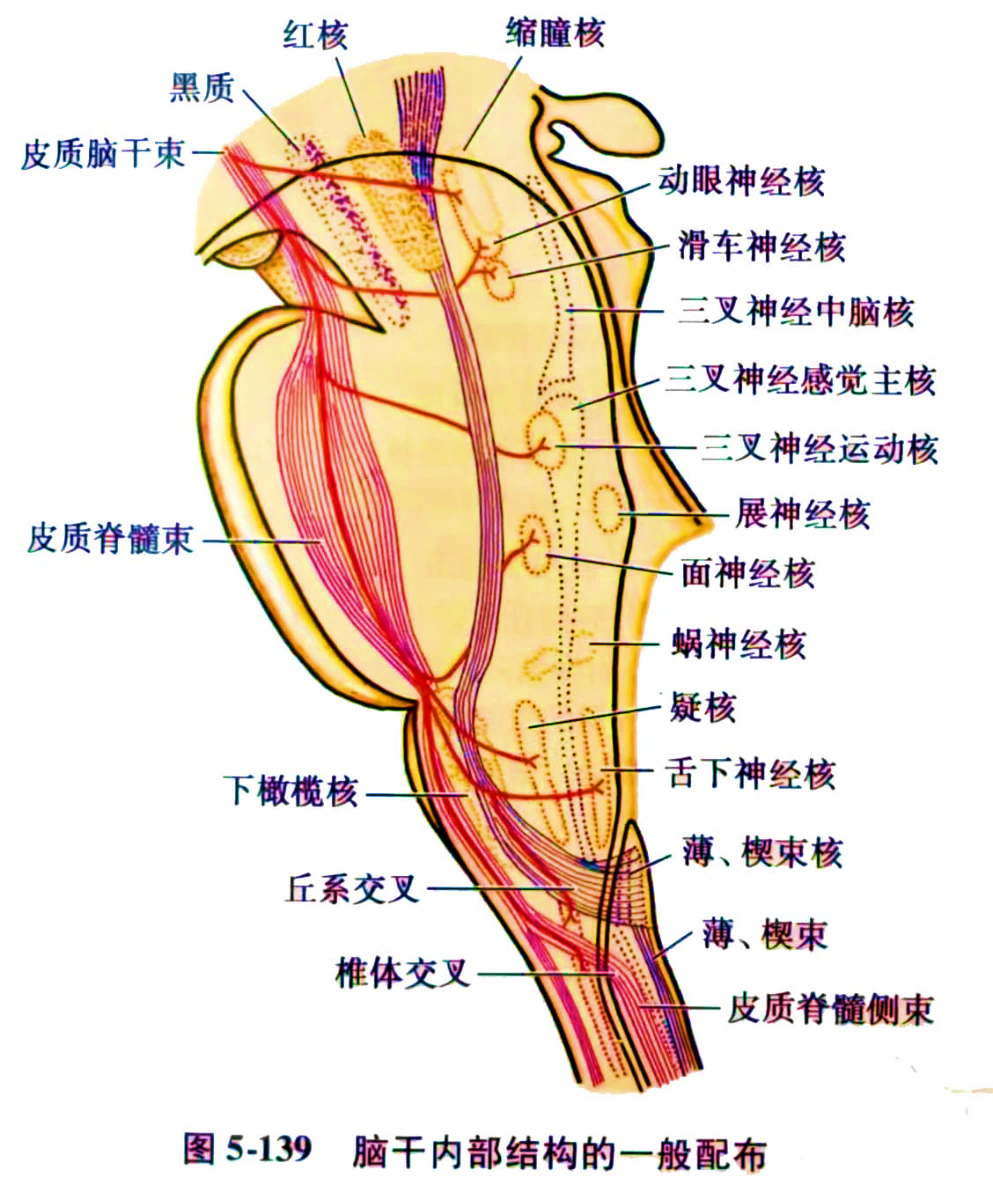 红核
缩瞳核
黑质
皮质脑干束
动眼神经核
滑车神经核
三叉神经中脑核
三叉神经感觉主核
三叉神经运动核
展神经核
皮质脊髓束
面神经核
蜗神经核
疑核
舌下神经核
下橄榄核
薄、楔束核
丘系交叉
薄、楔束
椎体交叉
皮质脊髓侧束
图 5-139 脑干内部结构的一般配布